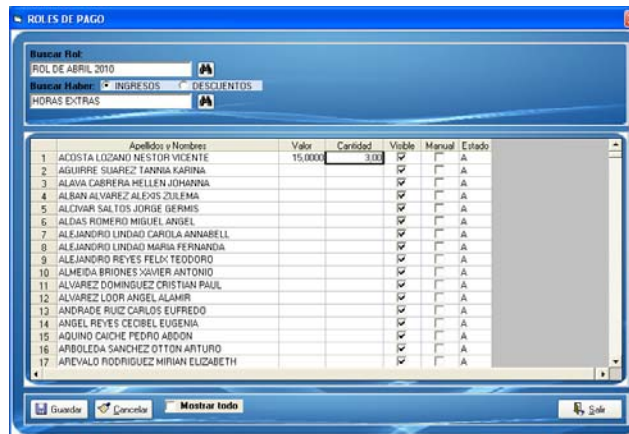 ROLES DE PAGO
Buscar Rol:
ROL DE ABRIL 2010
Buscar Haber: INGRESOS DESCUENTOS
HORAS EXTRAS
Apellidos y Nombres Valor Cantidad Visible Manual Estado
1 ACOSTA LOZANO NESTOR VICENTE 15,0000 3,00 A
2 AGUIRRE SUAREZ TANNIA KARINA A
3 ALAVA CABRERA HELLEN JOHANNA A
4 ALBAN ALVAREZ ALEXIS ZULEMA A
5 ALCIVAR SALTOS JORGE GERMIS A
6 ALDAS ROMERO MIGUEL ANGEL A
7 ALEJANDRO LINDAO CAROLA ANNABELL A
8 ALEJANDRO LINDAO MARIA FERNANDA A
9 ALEJANDRO REYES FELIX TEODORO A
10 ALMEIDA BRIONES XAVIER ANTONIO A
11 ALVAREZ DOMINGUEZ CRISTIAN PAUL A
12 ALVAREZ LOOR ANGEL ALAMIR A
13 ANDRADE RUIZ CARLOS EUFREDO A
14 ANGEL REYES CECIBEL EUGENIA A
15 AQUINO CAICHE PEDRO ABDON A
16 ARBOLEDA SANCHEZ OTTON ARTURO A
17 AREVALO RODRIGUEZ MIRIAN ELIZABETH A
Guardar Cancelar Mostrar todo Salir